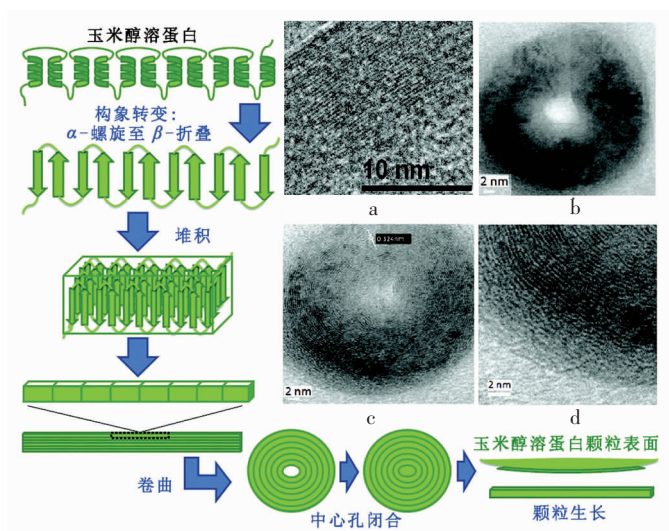 玉米醇溶蛋白
构象转变：
α-螺旋至 β-折叠
堆积
卷曲
10 nm
a
2 nm
b
0.324nm
2 nm
c
2 nm
d
中心孔闭合
玉米醇溶蛋白颗粒表面
颗粒生长